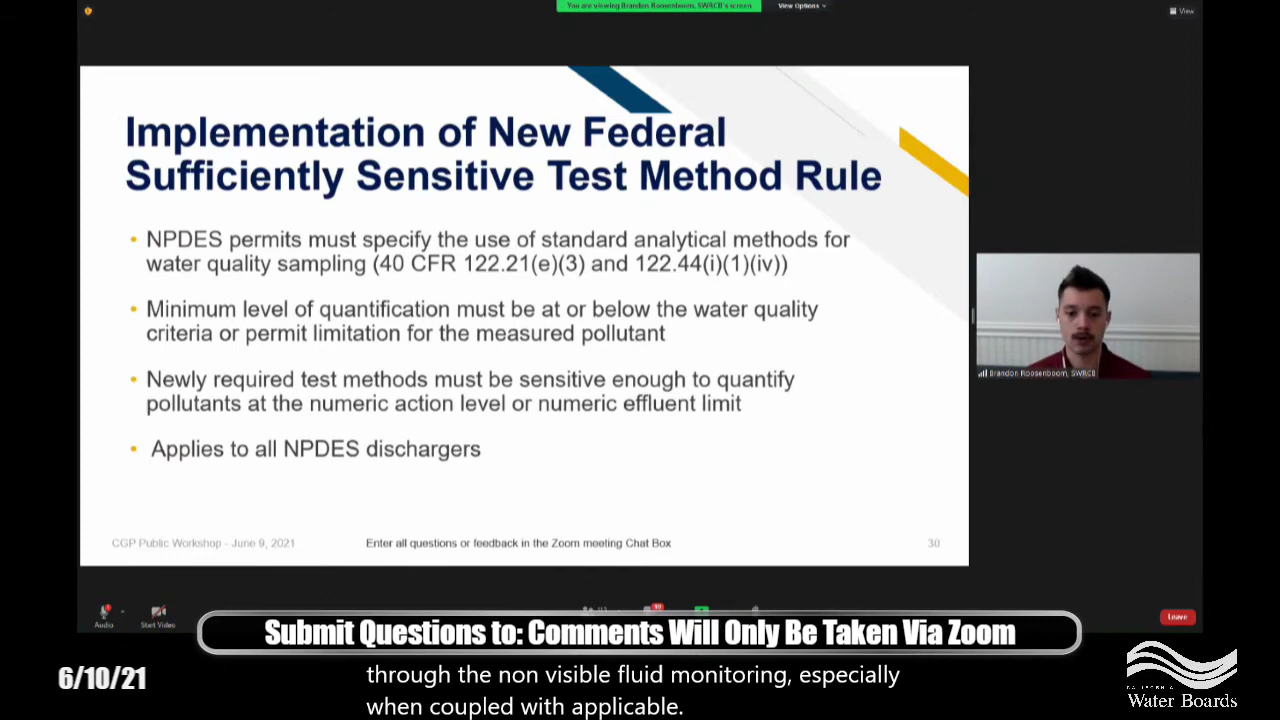 You are viewing Brandon Roosenboom, SWRCB's screen
View Options
View
Implementation of New Federal
Sufficiently Sensitive Test Method Rule
• NPDES permits must specify the use of standard analytical methods for
water quality sampling (40 CFR 122.21(e)(3) and 122.44(i)(1)(iv))
• Minimum level of quantification must be at or below the water quality
criteria or permit limitation for the measured pollutant
• Newly required test methods must be sensitive enough to quantify
pollutants at the numeric action level or numeric effluent limit
• Applies to all NPDES dischargers
CGP Public Workshop - June 9, 2021
Enter all questions or feedback in the Zoom meeting Chat Box
30
Brandon Roosenboom, SWRCB
Audio
Start Video
Leave
Submit Questions to: Comments Will Only Be Taken Via Zoom
6/10/21
through the non visible fluid monitoring, especially
when coupled with applicable.
CALIFORNIA
Water Boards